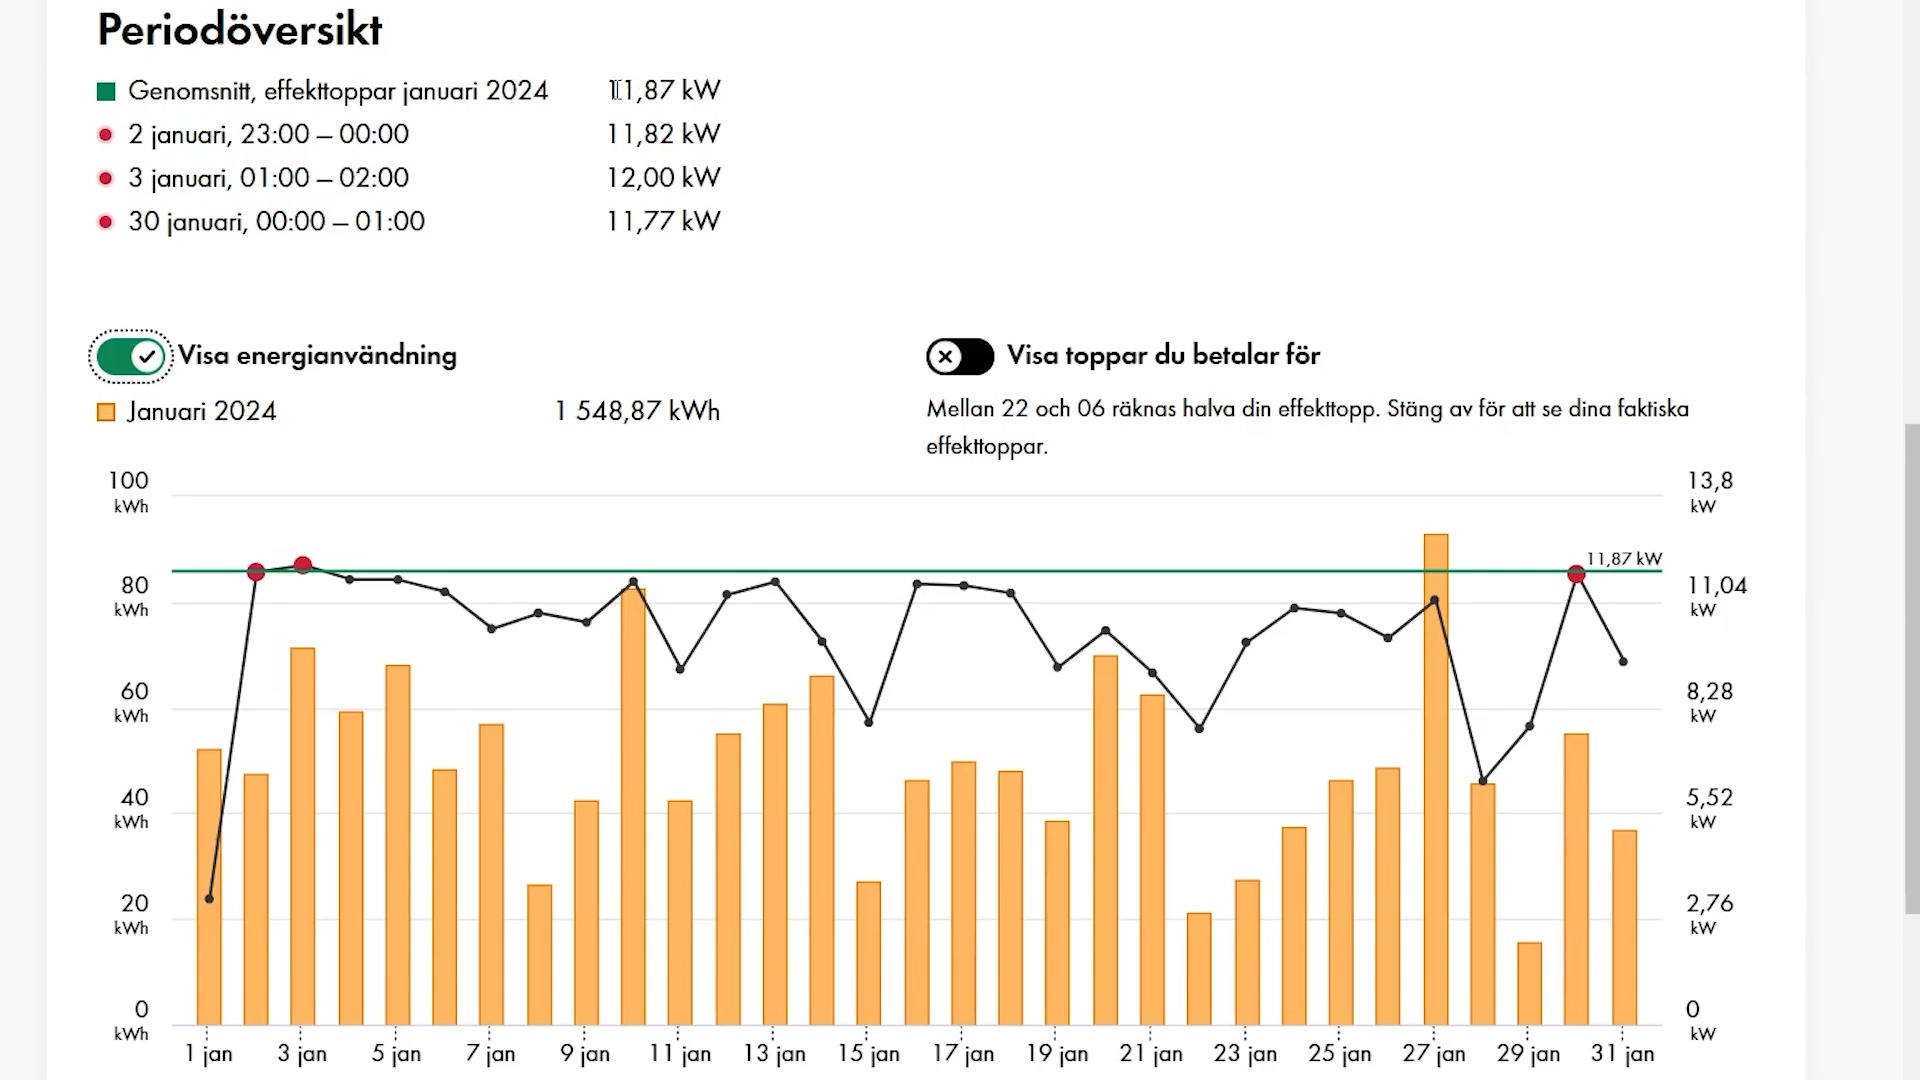 Periodöversikt
Genomsnitt, effekttoppar januari 2024 11,87 kW
2 januari, 23:00 – 00:00 11,82 kW
3 januari, 01:00 – 02:00 12,00 kW
30 januari, 00:00 – 01:00 11,77 kW
Visa energianvändning
Januari 2024 1 548,87 kWh
Visa toppar du betalar för
Mellan 22 och 06 räknas halva din effekttopp. Stäng av för att se dina faktiska
effekttoppar.
100
kWh
80
kWh
60
kWh
40
kWh
20
kWh
0
kWh
11,87 kW
13,8
kW
11,04
kW
8,28
kW
5,52
kW
2,76
kW
0
kW
1 jan 3 jan 5 jan 7 jan 9 jan 11 jan 13 jan 15 jan 17 jan 19 jan 21 jan 23 jan 25 jan 27 jan 29 jan 31 jan